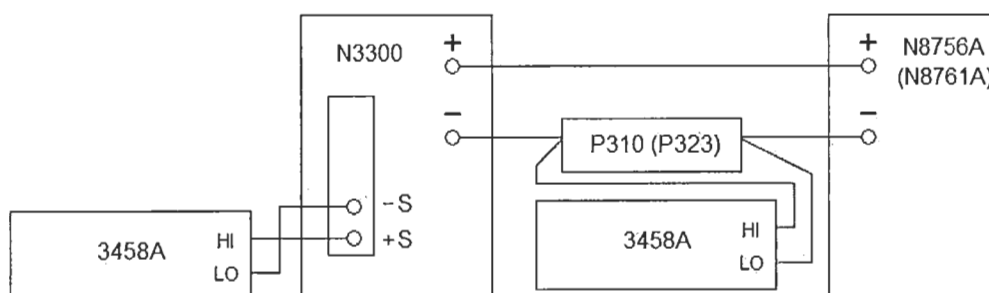 N3300
+
−
−S
+S
3458A
HI
LO
P310 (P323)
3458A
HI
LO
+
−
N8756A
(N8761A)